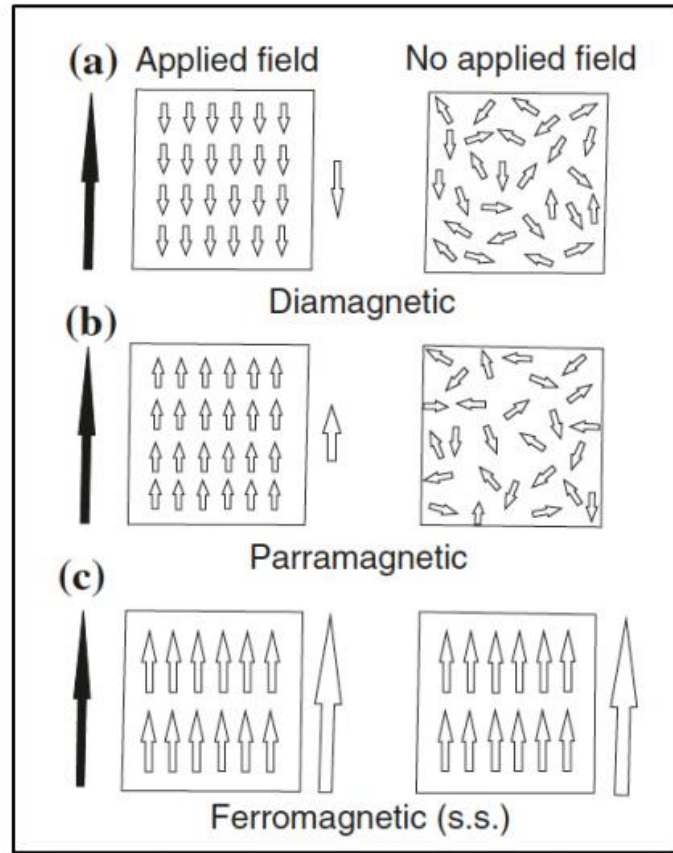 (a) Applied field No applied field
Diamagnetic
(b)
Parramagnetic
(c)
Ferromagnetic (s.s.)